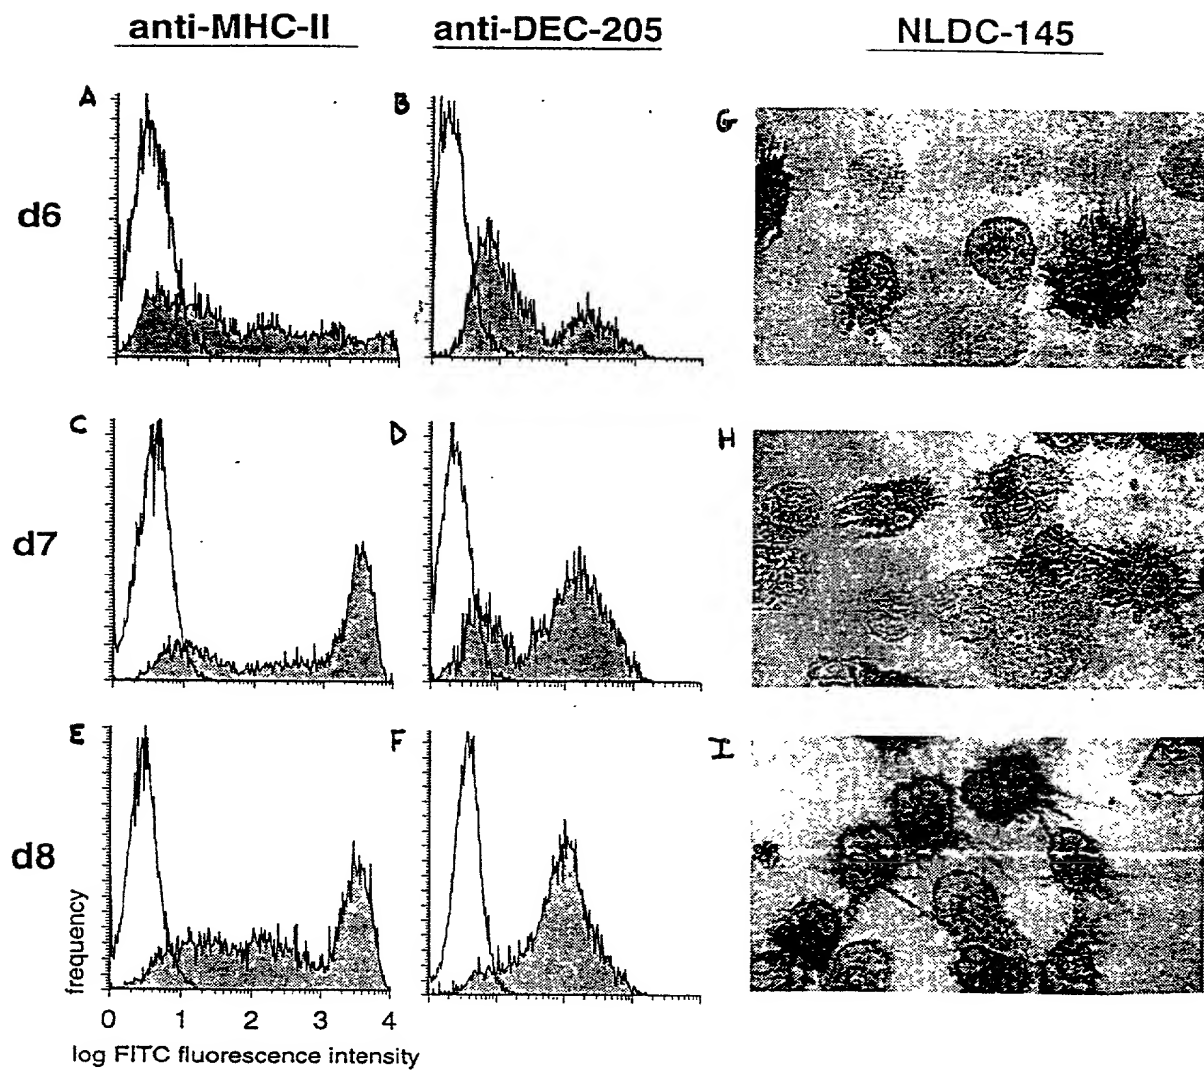 anti-MHC-II anti-DEC-205 NLDC-145
A B G
d6
C D H
d7
E F I
d8
frequency
0 1 2 3 4
log FITC fluorescence intensity